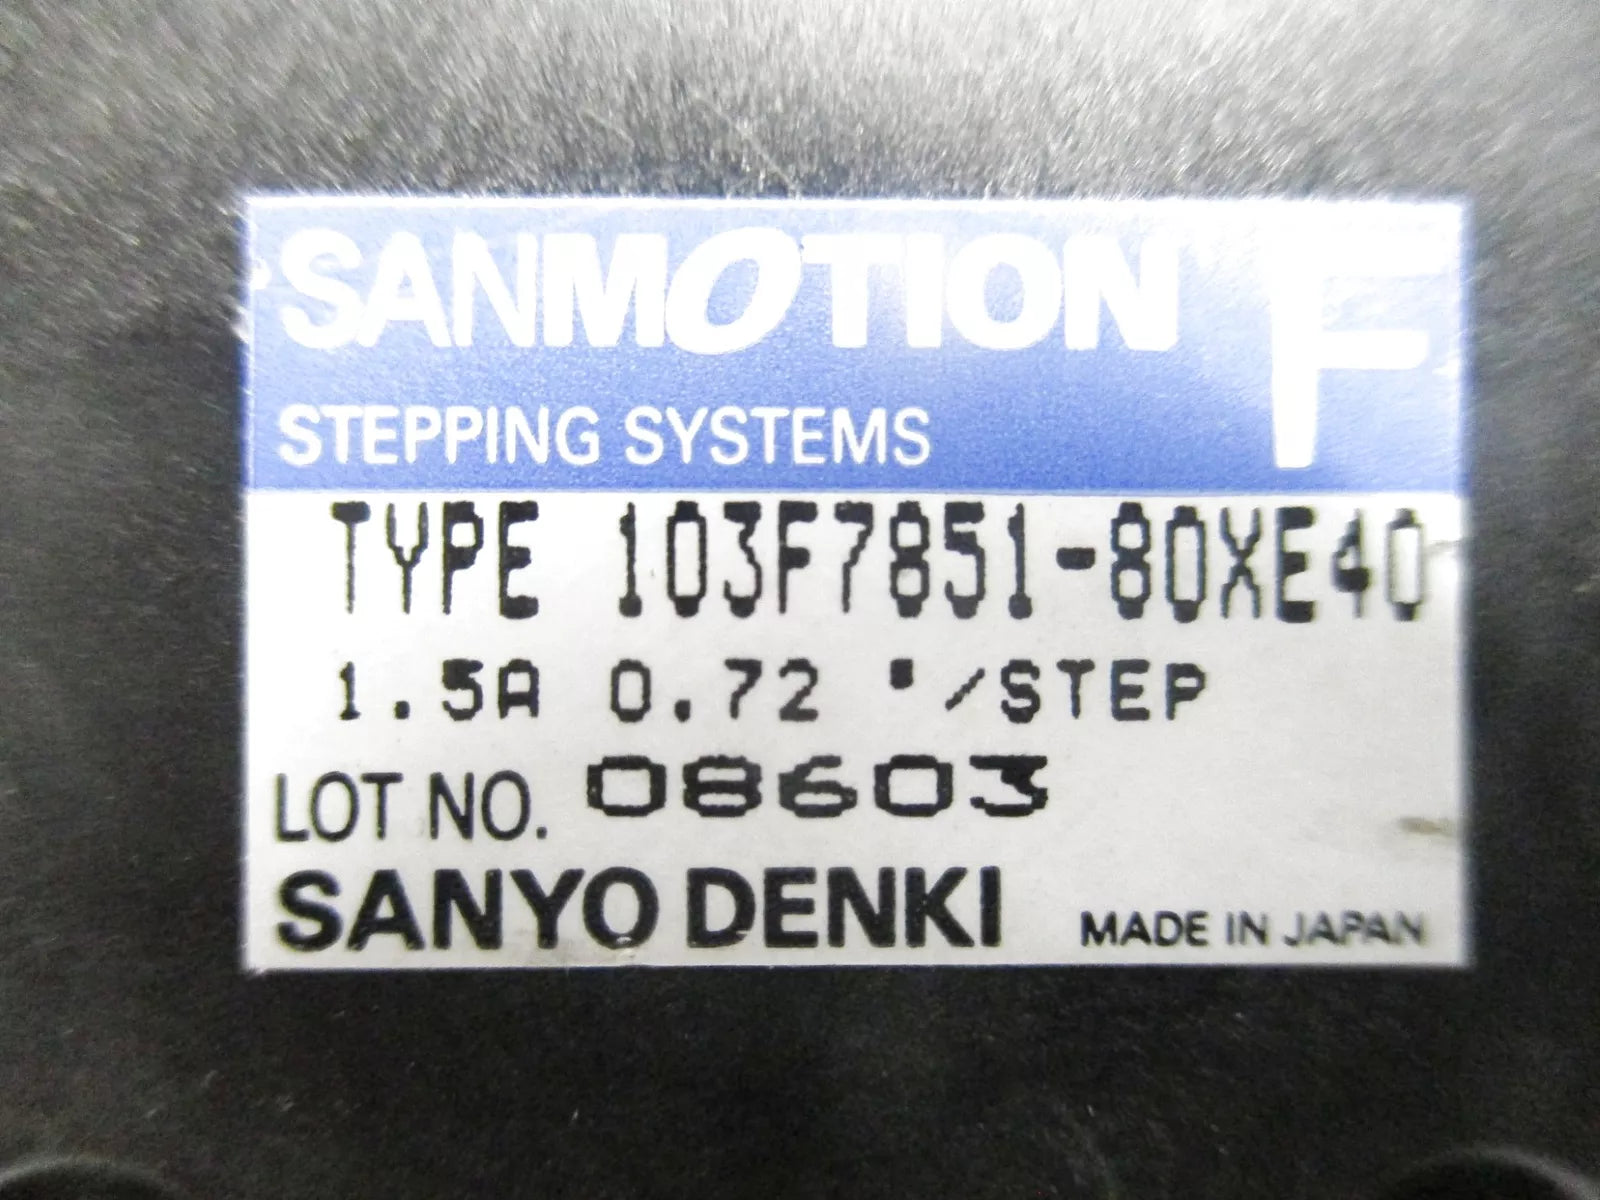 SANMOTION F
STEPPING SYSTEMS
TYPE 103F7851-80XE40
1.5A 0.72 °/STEP
LOT NO. 08603
SANYO DENKI MADE IN JAPAN